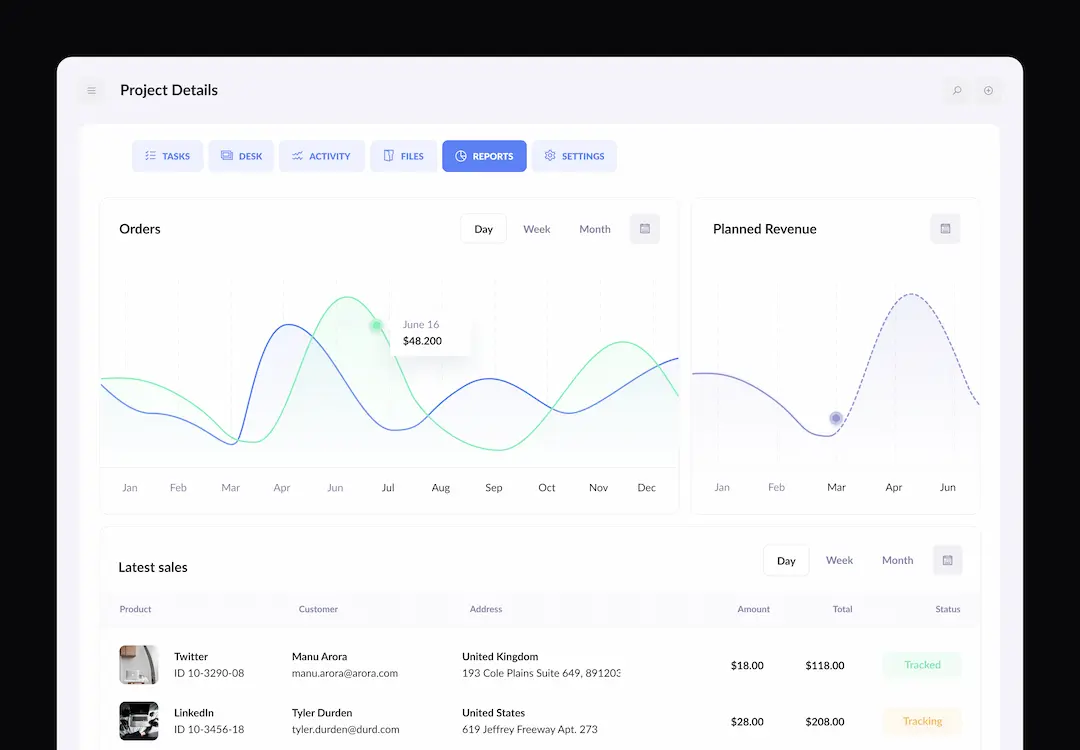 Project Details
TASKS DESK ACTIVITY FILES REPORTS SETTINGS
Orders
Day Week Month
June 16
$48.200
Jan Feb Mar Apr Jun Jul Aug Sep Oct Nov Dec
Planned Revenue
Jan Feb Mar Apr Jun
Latest sales
Day Week Month
Product Customer Address Amount Total Status
Twitter Manu Arora United Kingdom
ID 10-3290-08 manu.arora@arora.com 193 Cole Plains Suite 649, 891203
$18.00 $118.00 Tracked
LinkedIn Tyler Durden United States
ID 10-3456-18 tyler.durden@durd.com 619 Jeffrey Freeway Apt. 273
$28.00 $208.00 Tracking